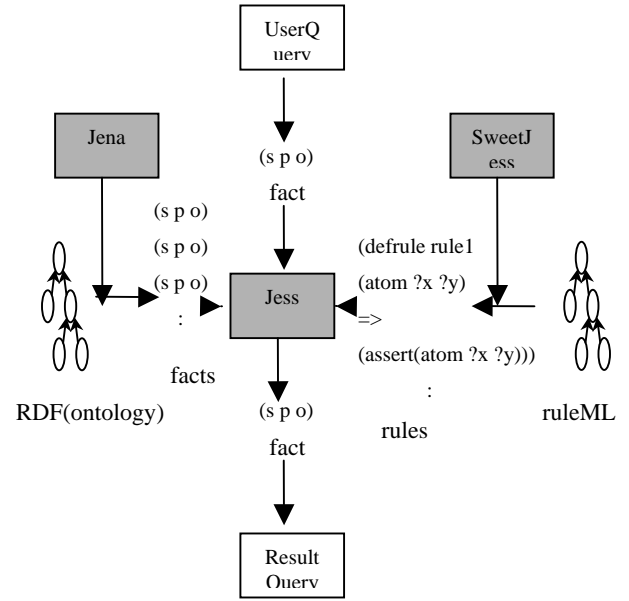 UserQ
uery
Jena
SweetJ
ess
(s p o)
fact
(s p o)
(s p o)
(s p o)
:
facts
Jess
(defrule rule1
(atom ?x ?y)
=>
(assert(atom ?x ?y)))
:
rules
RDF(ontology)
ruleML
(s p o)
fact
Result
Query